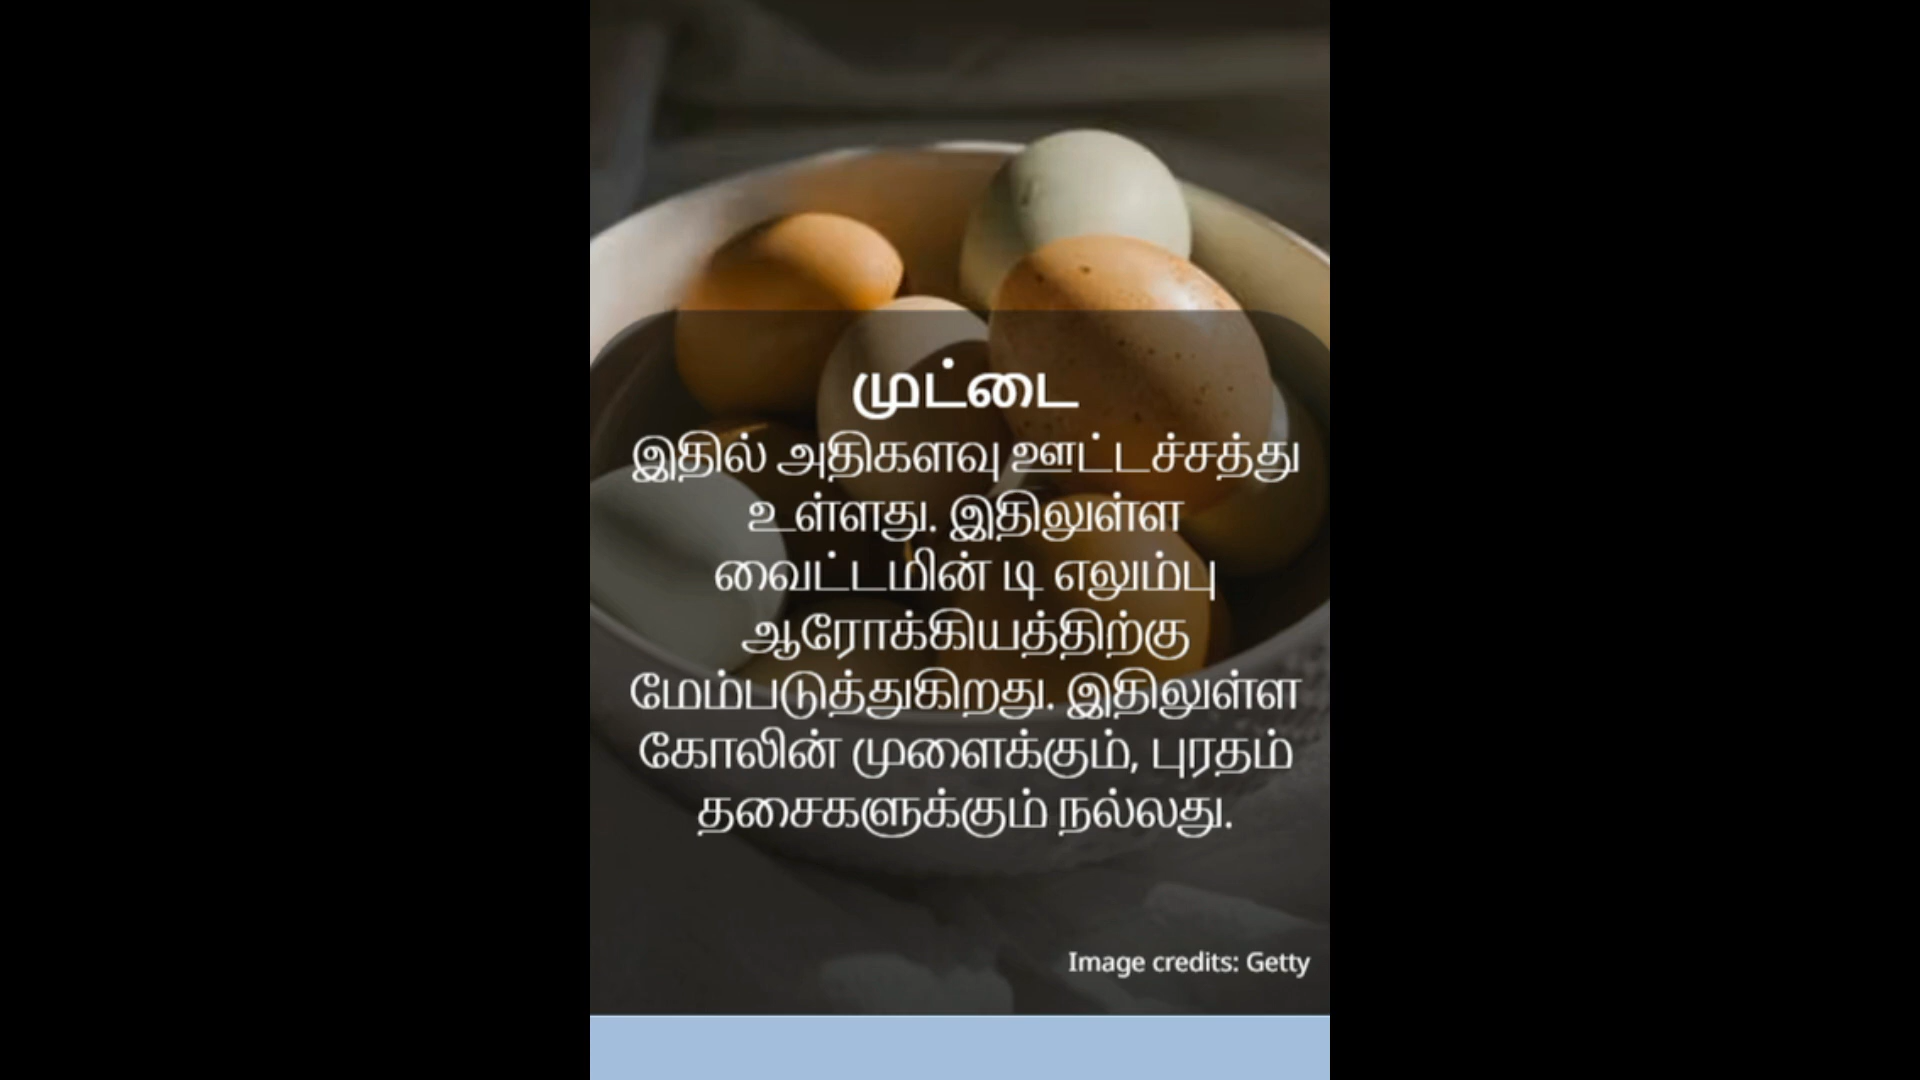 முட்டை
இதில் அதிகளவு ஊட்டச்சத்து
உள்ளது. இதிலுள்ள
வைட்டமின் டி எலும்பு
ஆரோக்கியத்திற்கு
மேம்படுத்துகிறது. இதிலுள்ள
கோலின் முளைக்கும், புரதம்
தசைகளுக்கும் நல்லது.
Image credits: Getty